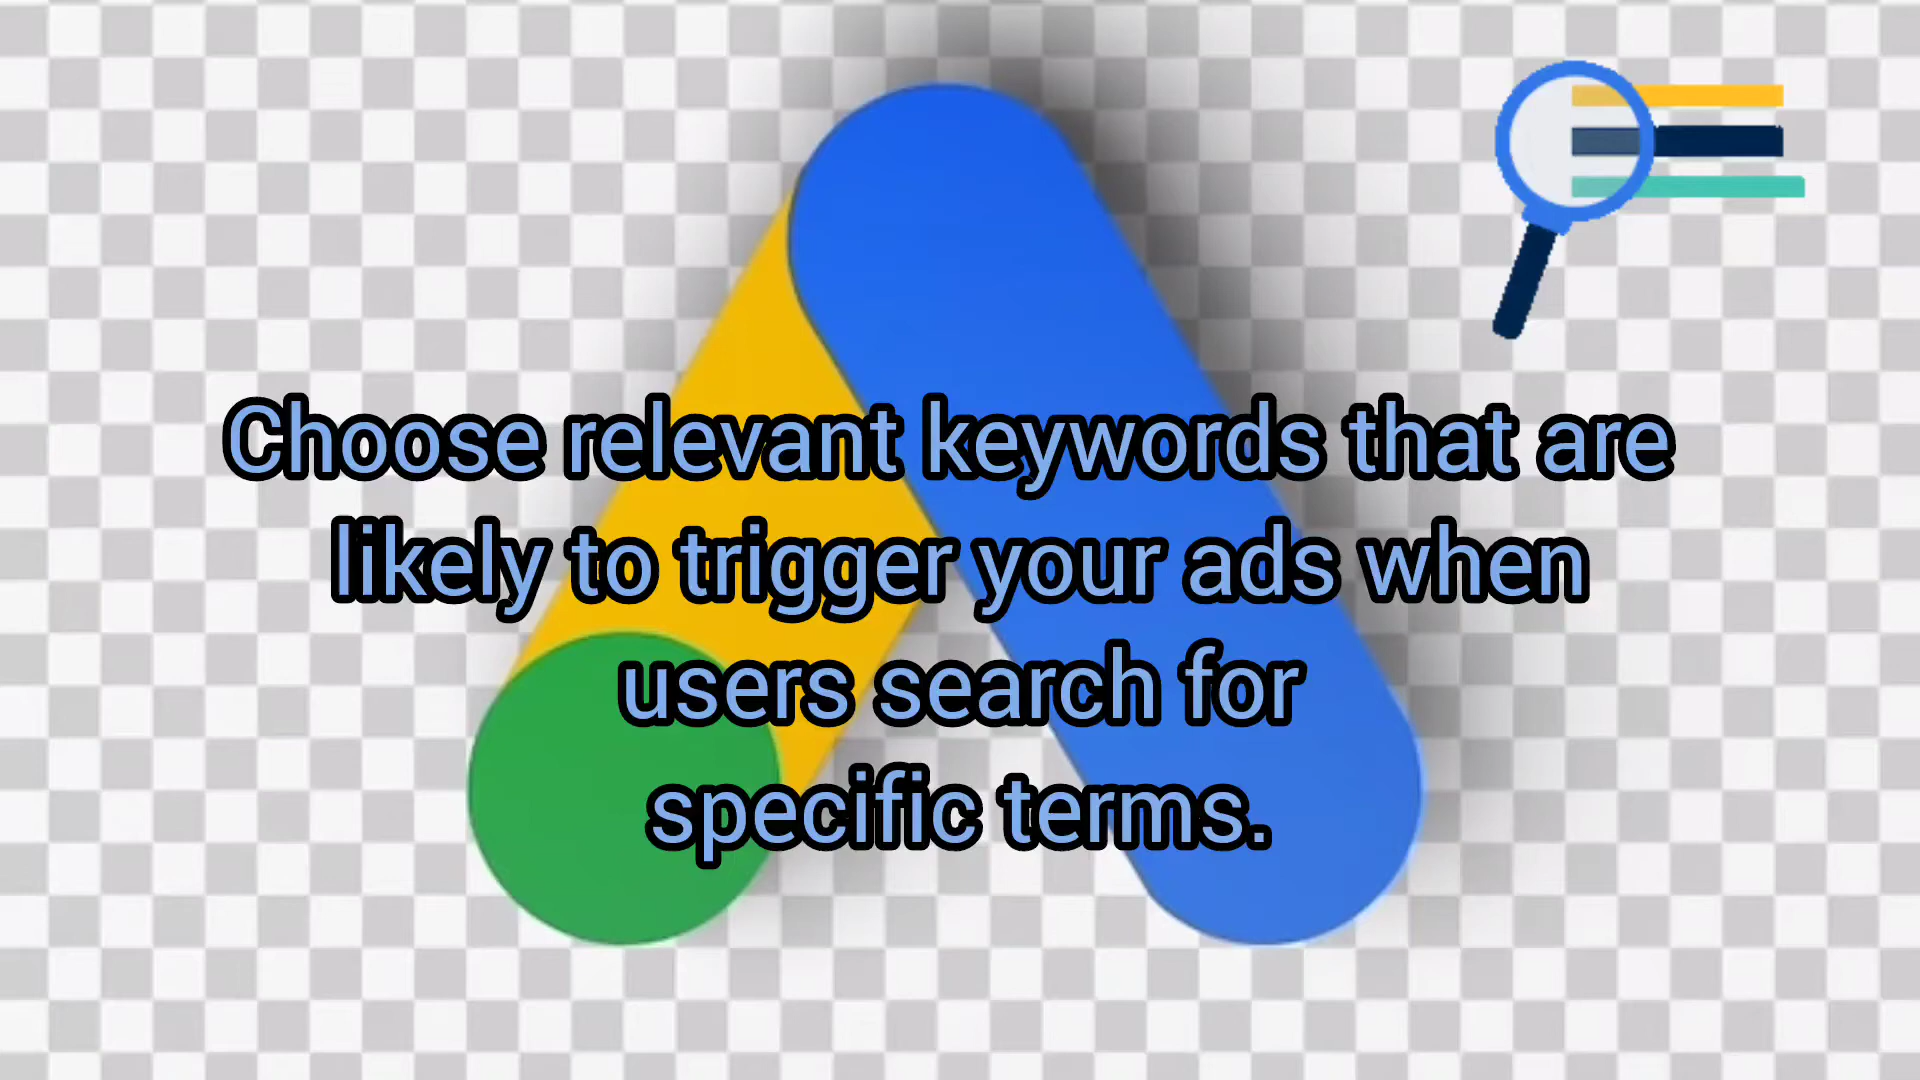 Choose relevant keywords that are
likely to trigger your ads when
users search for
specific terms.